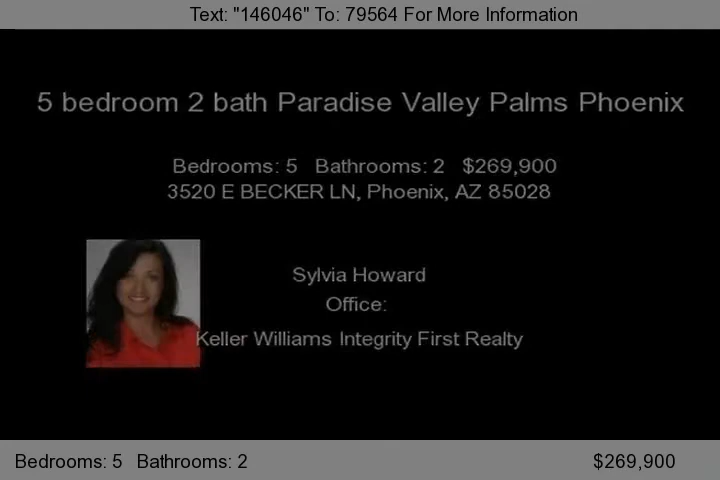 Text: "146046" To: 79564 For More Information
5 bedroom 2 bath Paradise Valley Palms Phoenix
Bedrooms: 5 Bathrooms: 2 $269,900
3520 E BECKER LN, Phoenix, AZ 85028
Sylvia Howard
Office:
Keller Williams Integrity First Realty
Bedrooms: 5 Bathrooms: 2 $269,900